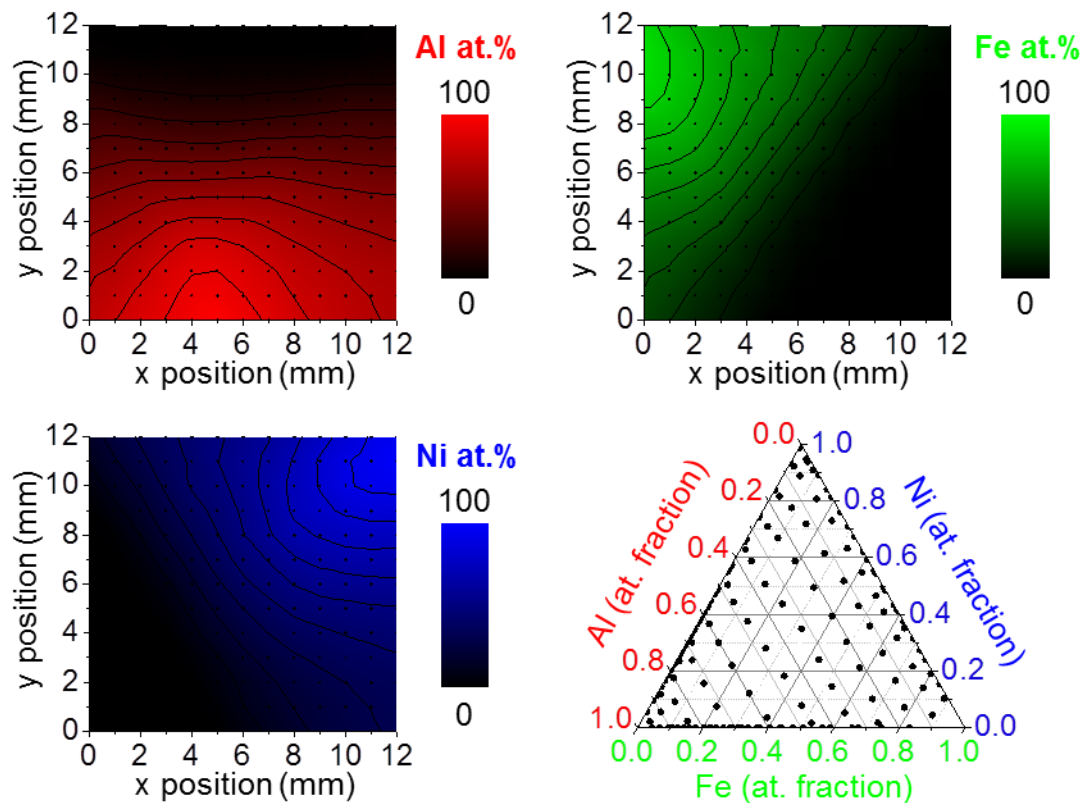 Al at.%
100
0
12
10
8
6
4
2
0
y position (mm)
0 2 4 6 8 10 12
x position (mm)
Fe at.%
100
0
12
10
8
6
4
2
0
y position (mm)
0 2 4 6 8 10 12
x position (mm)
Ni at.%
100
0
12
10
8
6
4
2
0
y position (mm)
0 2 4 6 8 10 12
x position (mm)
Al (at. fraction)
0.0
0.2
0.4
0.6
0.8
1.0
Ni (at. fraction)
1.0
0.8
0.6
0.4
0.2
0.0
0.0 0.2 0.4 0.6 0.8 1.0
Fe (at. fraction)